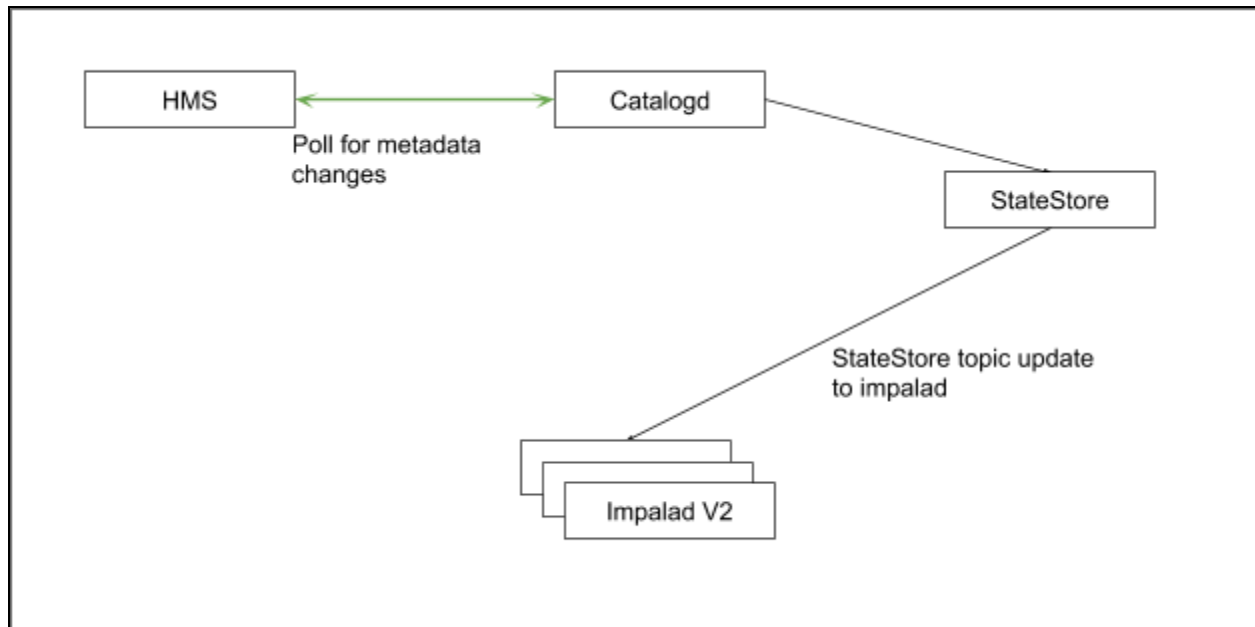 HMS
Catalogd
Poll for metadata
changes
StateStore
StateStore topic update
to impalad
Impalad V2